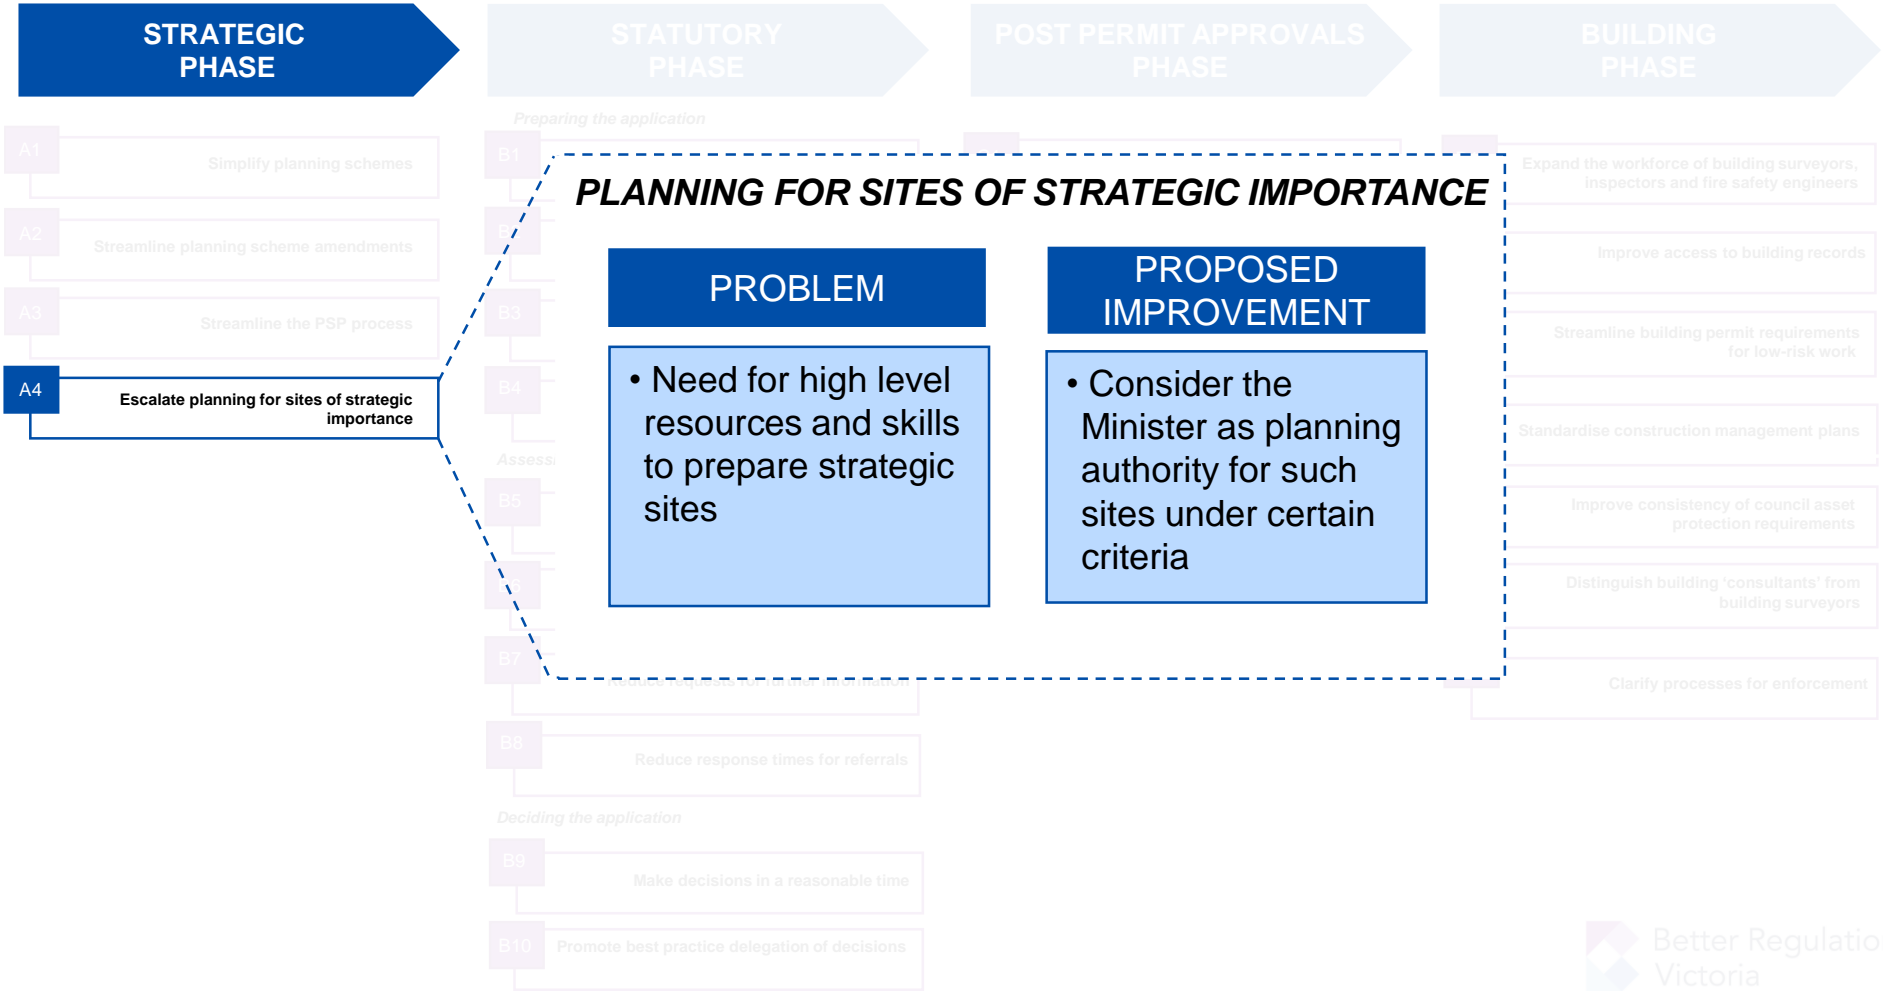 STRATEGIC
PHASE
STATUTORY
PHASE
POST PERMIT APPROVALS
PHASE
BUILDING
PHASE
A1
Simplify planning schemes
A2
Streamline planning scheme amendments
A3
Streamline the PSP process
A4
Escalate planning for sites of strategic
importance
Preparing the application
B1
B3
B4
Assess
B5
B6
B7
Reduce requests for further information
B8
Reduce response times for referrals
Deciding the application
B9
Make decisions in a reasonable time
B10
Promote best practice delegation of decisions
PLANNING FOR SITES OF STRATEGIC IMPORTANCE
PROBLEM
• Need for high level
resources and skills
to prepare strategic
sites
PROPOSED
IMPROVEMENT
• Consider the
Minister as planning
authority for such
sites under certain
criteria
Expand the workforce of building surveyors,
inspectors and fire safety engineers
Improve access to building records
Streamline building permit requirements
for low-risk work
Standardise construction management plans
Improve consistency of council asset
protection requirements
Distinguish building ‘consultants’ from
building surveyors
Clarify processes for enforcement
Better Regulatio
Victoria